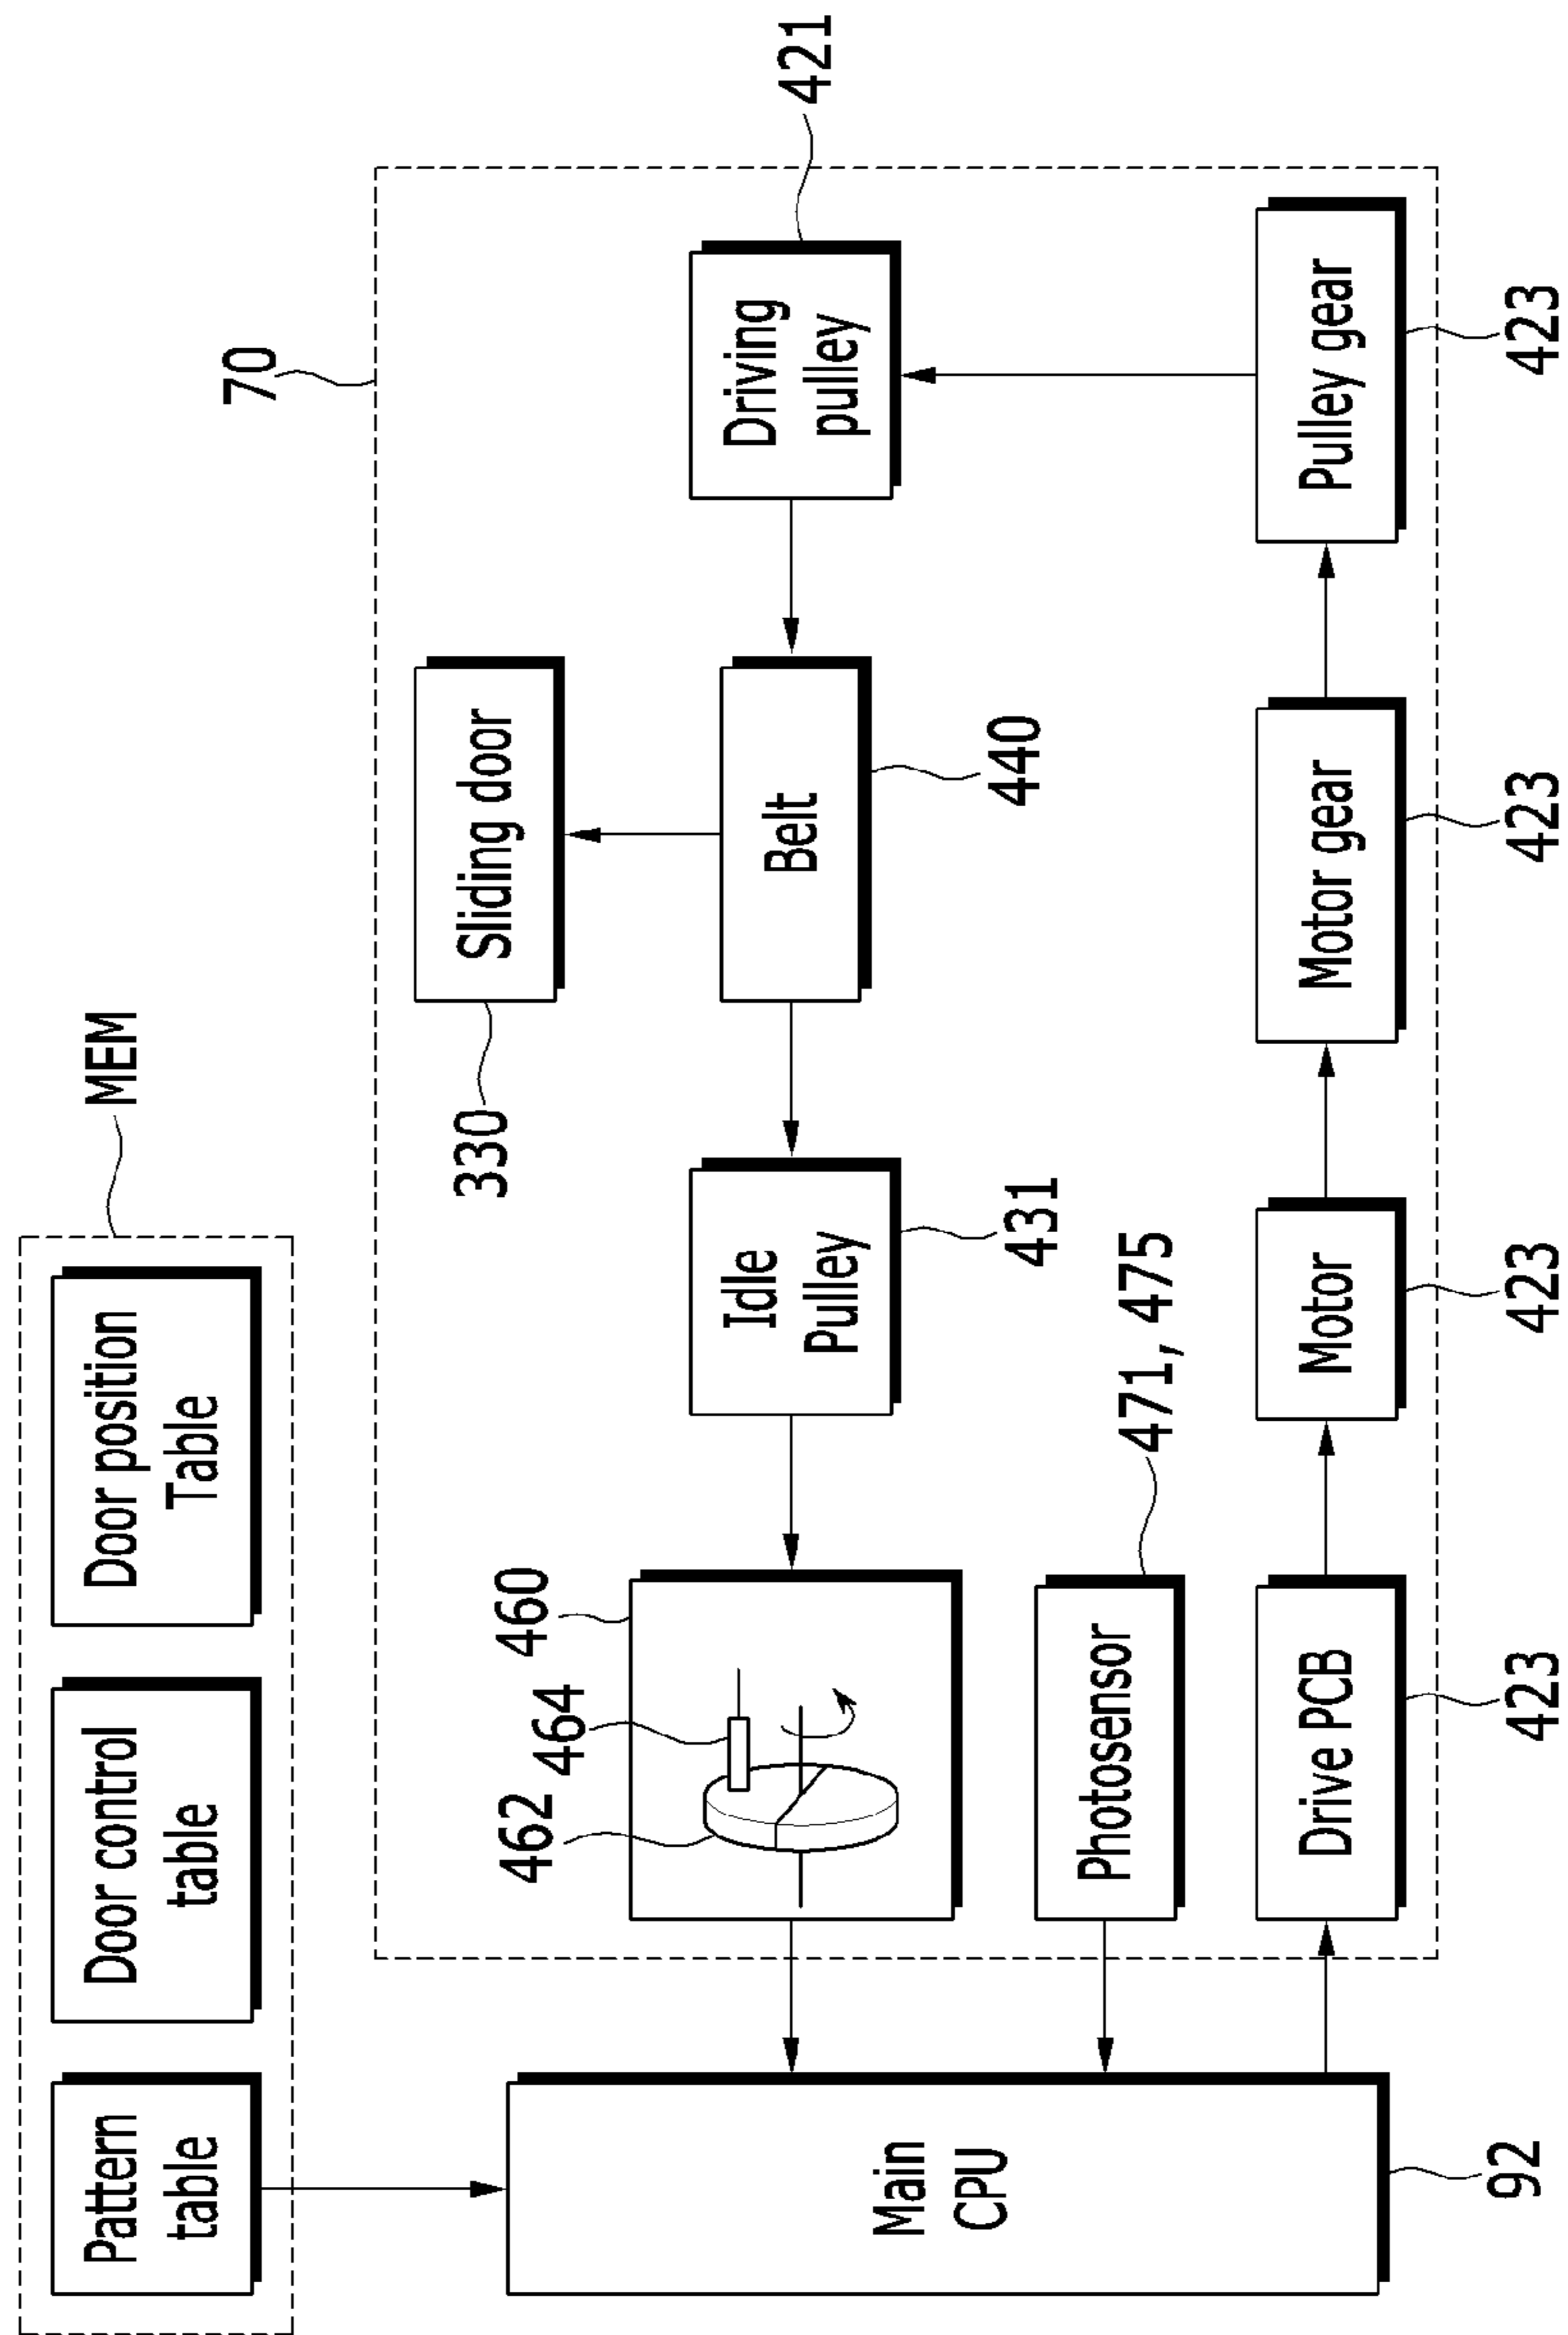 MEM
Pattern
table
Door control
table
Door position
Table
70
330
Sliding door
460
464
462
Idle
Pulley
431
Belt
440
Driving
pulley
421
Main
CPU
92
Photosensor
471, 475
Drive PCB
423
Motor
423
Motor gear
423
Pulley gear
423